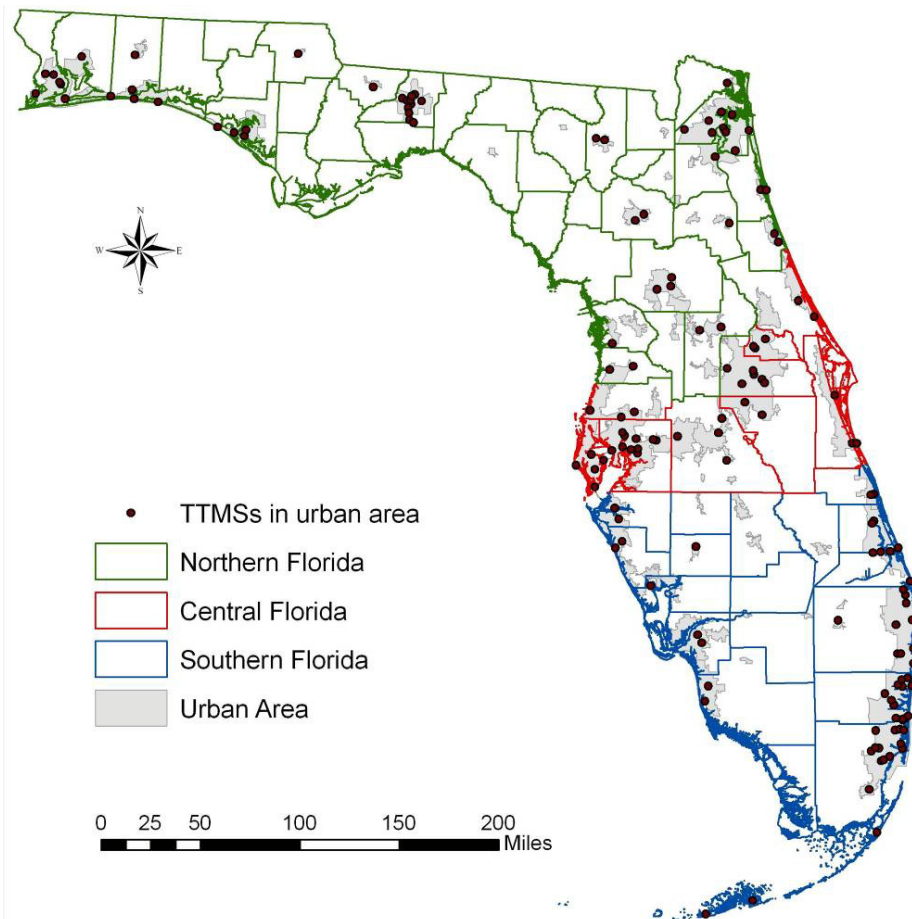 N
W E
S
TTMSs in urban area
Northern Florida
Central Florida
Southern Florida
Urban Area
0 25 50 100 150 200
Miles